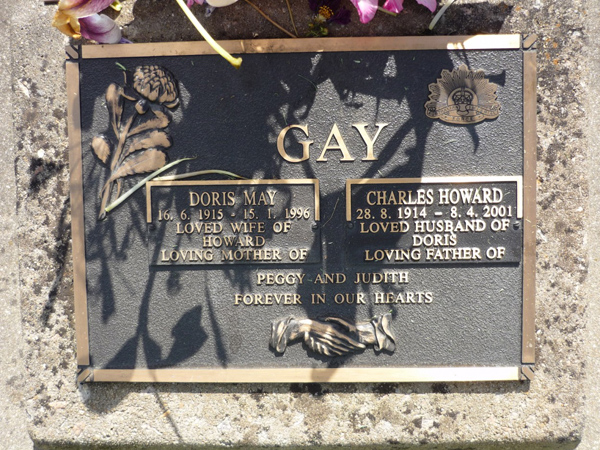 GAY
DORIS MAY
16. 6. 1915 - 15. 1. 1996
LOVED WIFE OF
HOWARD
LOVING MOTHER OF
CHARLES HOWARD
28. 8. 1914 - 8. 4. 2001
LOVED HUSBAND OF
DORIS
LOVING FATHER OF
PEGGY AND JUDITH
FOREVER IN OUR HEARTS